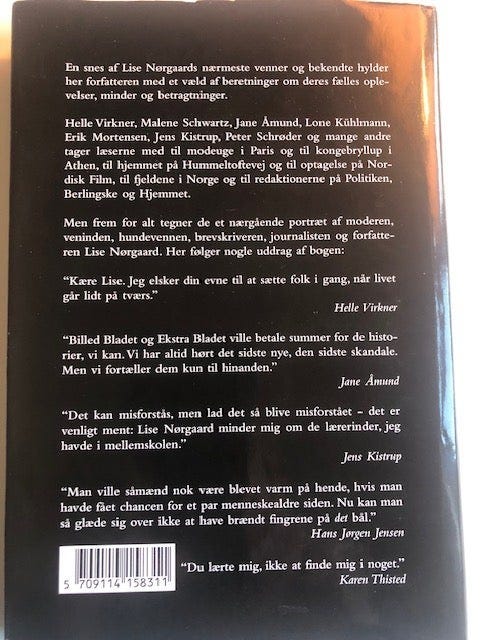 En snes af Lise Nørgaards nærmeste venner og bekendte hylder
her forfatteren med et væld af beretninger om deres fælles ople-
velser, minder og betragtninger.
Helle Virkner, Malene Schwartz, Jane Åmund, Lone Kühlmann,
Erik Mortensen, Jens Kistrup, Peter Schrøder og mange andre
tager læserne med til modeuge i Paris og til kongebryllup i
Athen, til hjemmet på Hummeltoftevej og til optagelse på Nor-
disk Film, til fjeldene i Norge og til redaktionerne på Politiken,
Berlingske og Hjemmet.
Men frem for alt tegner de et nærgående portræt af moderen,
veninden, hundevennen, brevskriveren, journalisten og forfatte-
ren Lise Nørgaard. Her følger nogle uddrag af bogen:
“Kære Lise. Jeg elsker din evne til at sætte folk i gang, når livet
går lidt på tværs.”
Helle Virkner
“Billed Bladet og Ekstra Bladet ville betale summer for de histo-
rier, vi kan. Vi har altid hørt det sidste nye, den sidste skandale.
Men vi fortæller dem kun til hinanden.”
Jane Åmund
“Det kan misforstås, men lad det så blive misforstået – det er
venligt ment: Lise Nørgaard minder mig om de lærerinder, jeg
havde i mellemskolen.”
Jens Kistrup
“Man ville såmænd nok være blevet varm på hende, hvis man
havde fået chancen for et par menneskealdre siden. Nu kan man
så glæde sig over ikke at have brændt fingrene på det bål.”
Hans Jørgen Jensen
“Du lærte mig, ikke at finde mig i noget.”
Karen Thisted
5 709114 158311